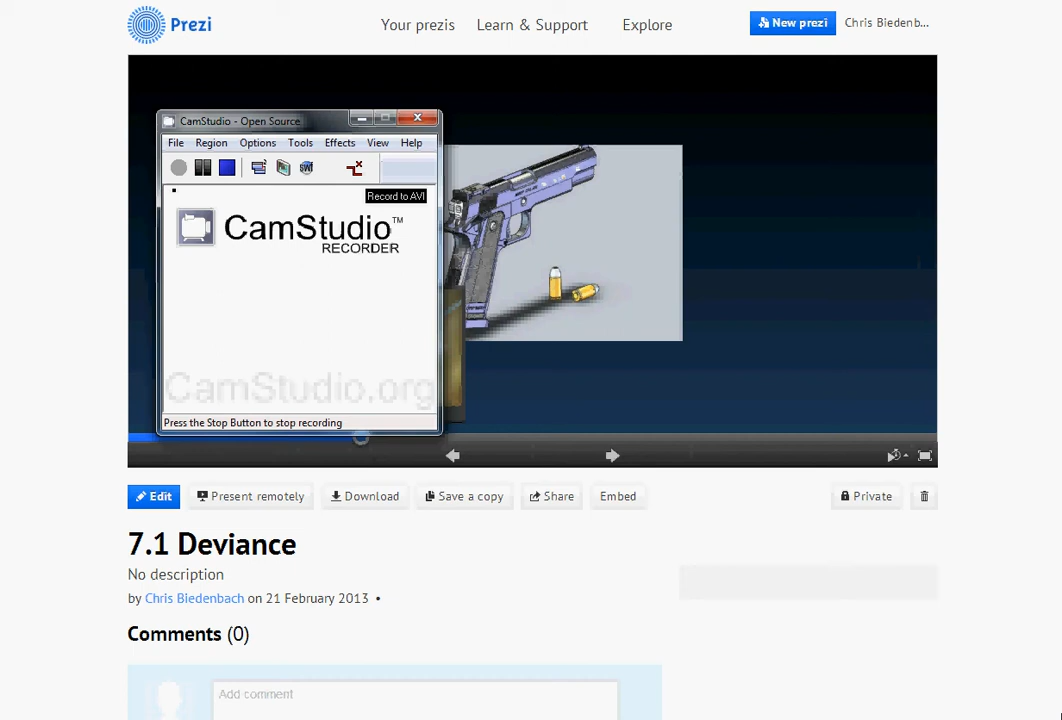 Prezi
Your prezis
Learn & Support
Explore
New prezi
Chris Biedenb...
CamStudio - Open Source
File Region Options Tools Effects View Help
Record to AVI
CamStudio™
RECORDER
CamStudio.org
Press the Stop Button to stop recording
Edit
Present remotely
Download
Save a copy
Share
Embed
Private
7.1 Deviance
No description
by Chris Biedenbach on 21 February 2013 •
Comments (0)
Add comment